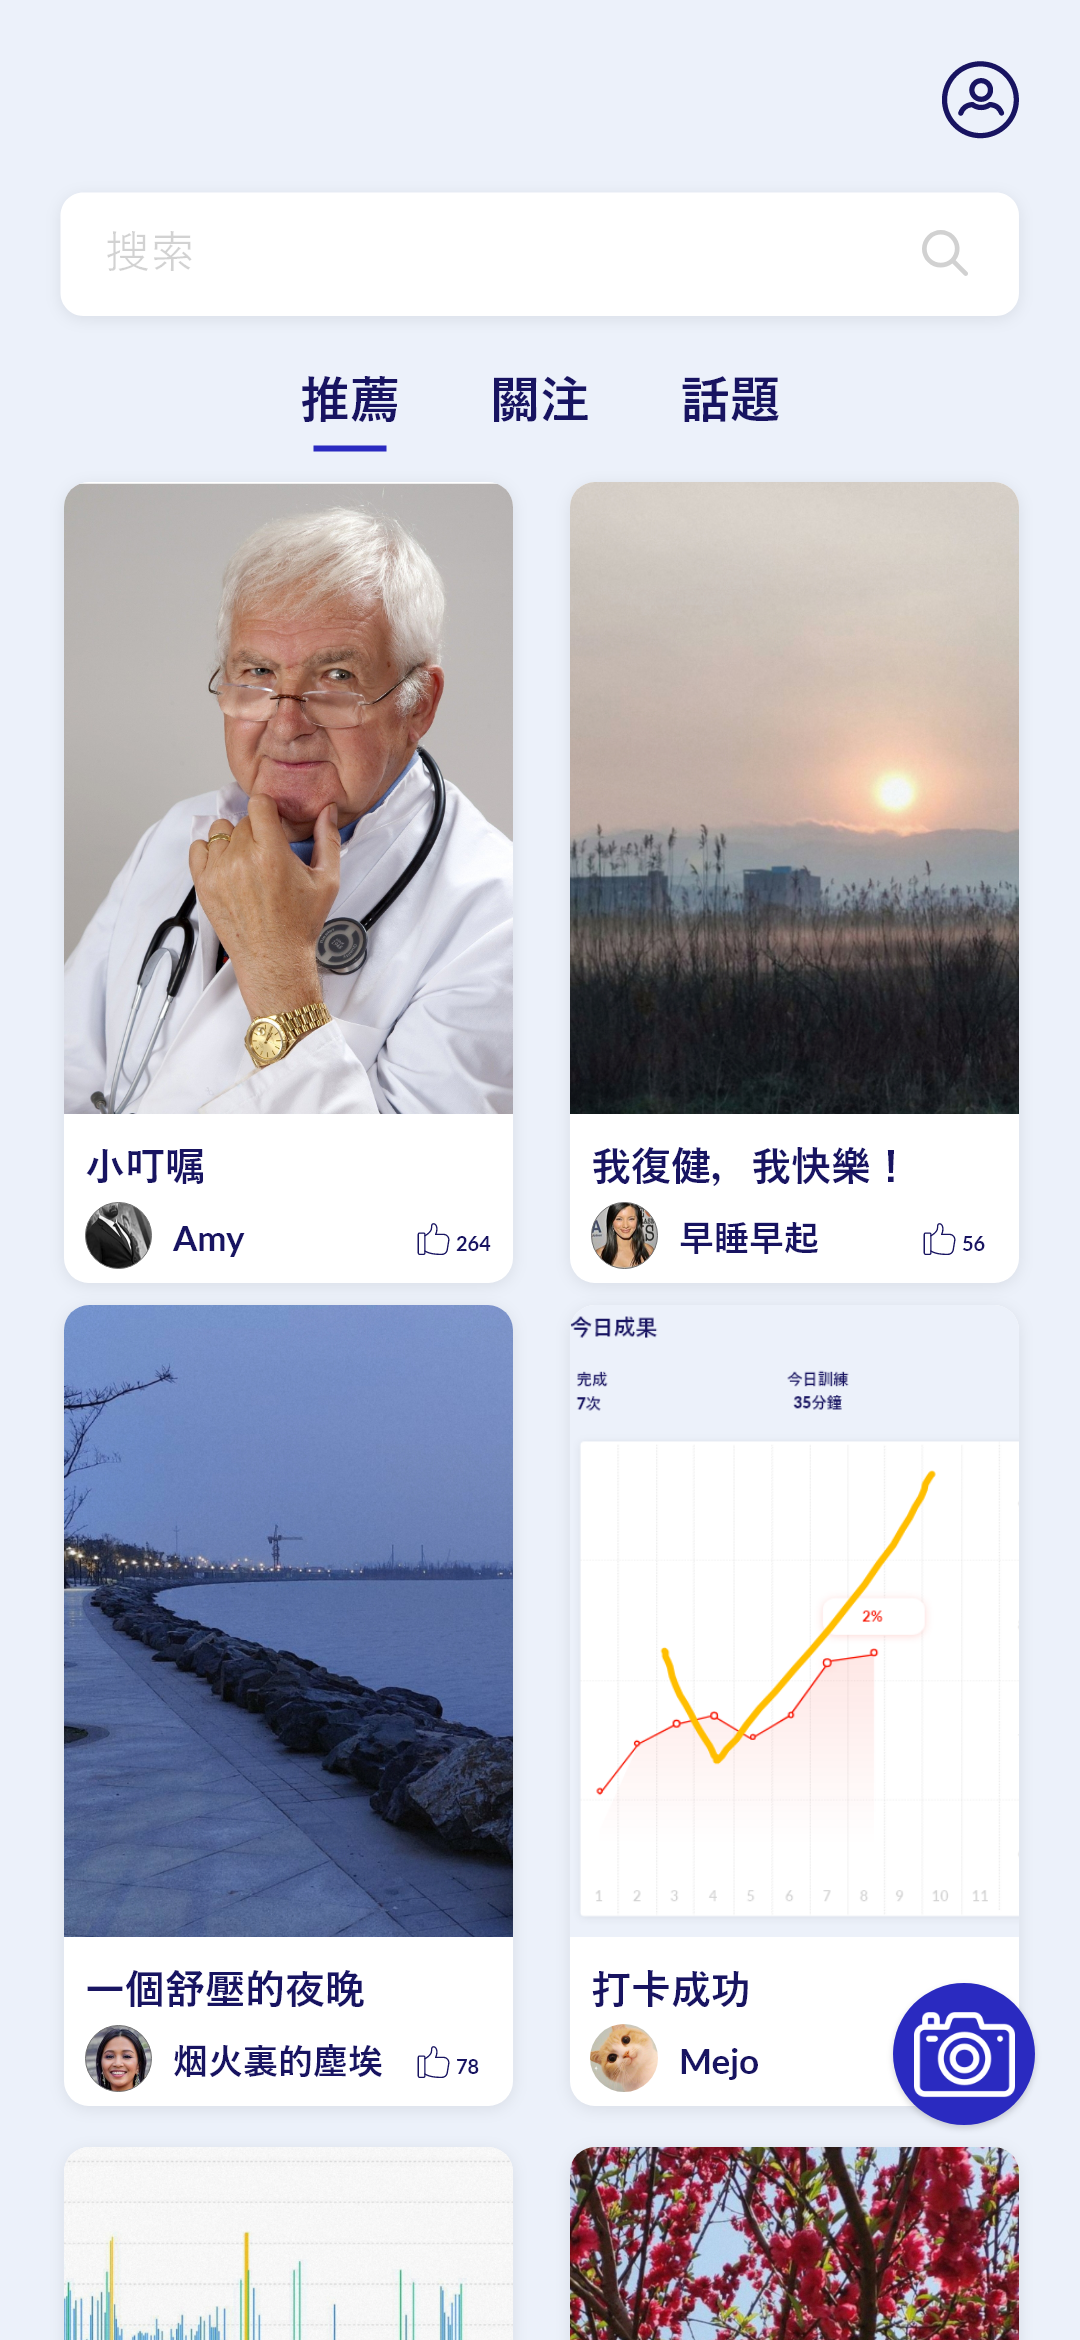 搜索
推薦 關注 話題
小叮嘱
Amy 264
我復健，我快樂！
早睡早起 56
今日成果
完成 今日訓練
7次 35分鐘
2%
1 2 3 4 5 6 7 8 9 10 11
一個舒壓的夜晚
烟火裏的塵埃 78
打卡成功
Mejo